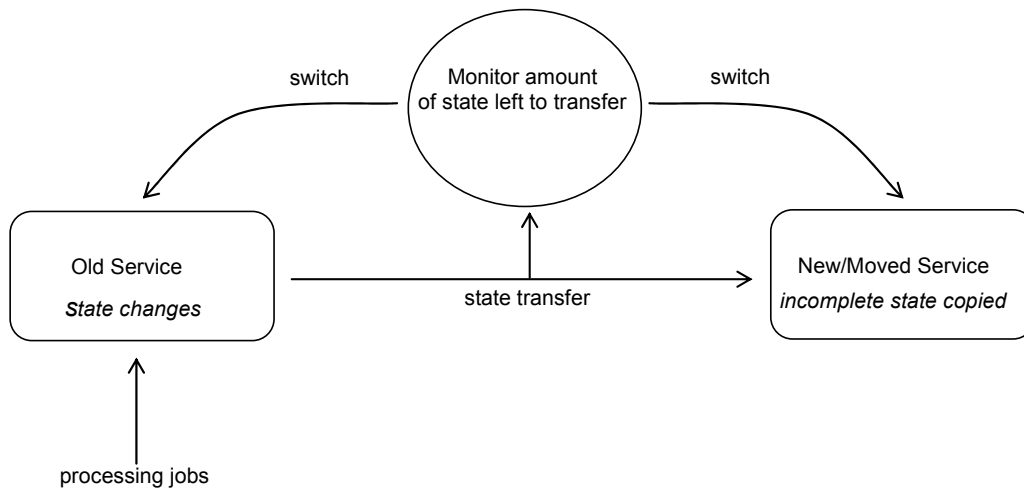 switch
Monitor amount
of state left to transfer
switch
Old Service
State changes
state transfer
New/Moved Service
incomplete state copied
processing jobs